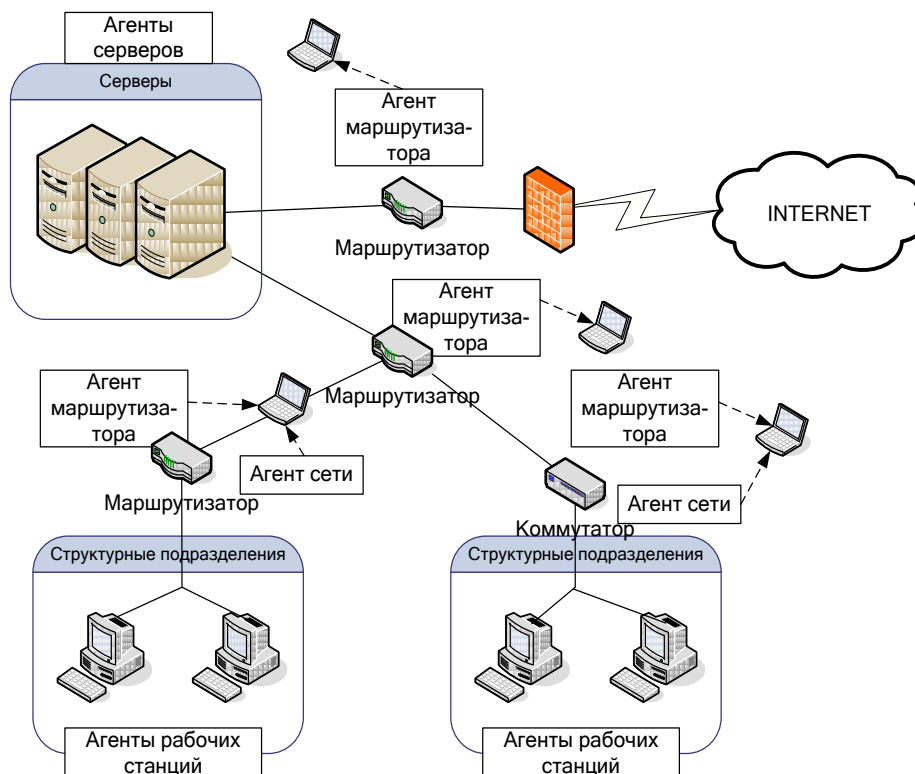 Агенты
серверов
Серверы
Агент
маршрутиза-
тора
INTERNET
Маршрутизатор
Агент
маршрутиза-
тора
Маршрутизатор
Агент
маршрутиза-
тора
Агент
маршрутиза-
тора
Агент сети
Маршрутизатор
Агент сети
Коммутатор
Структурные подразделения
Структурные подразделения
Агенты рабочих
станций
Агенты рабочих
станций